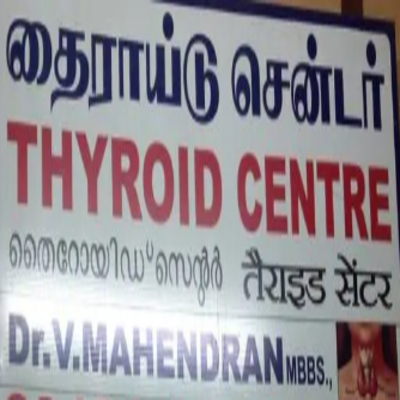 தைராய்டு சென்டர்
THYROID CENTRE
തൈറോയിഡ് സെന്റർ तैराइड सेंटर
Dr.V.MAHENDRAN MBBS.,